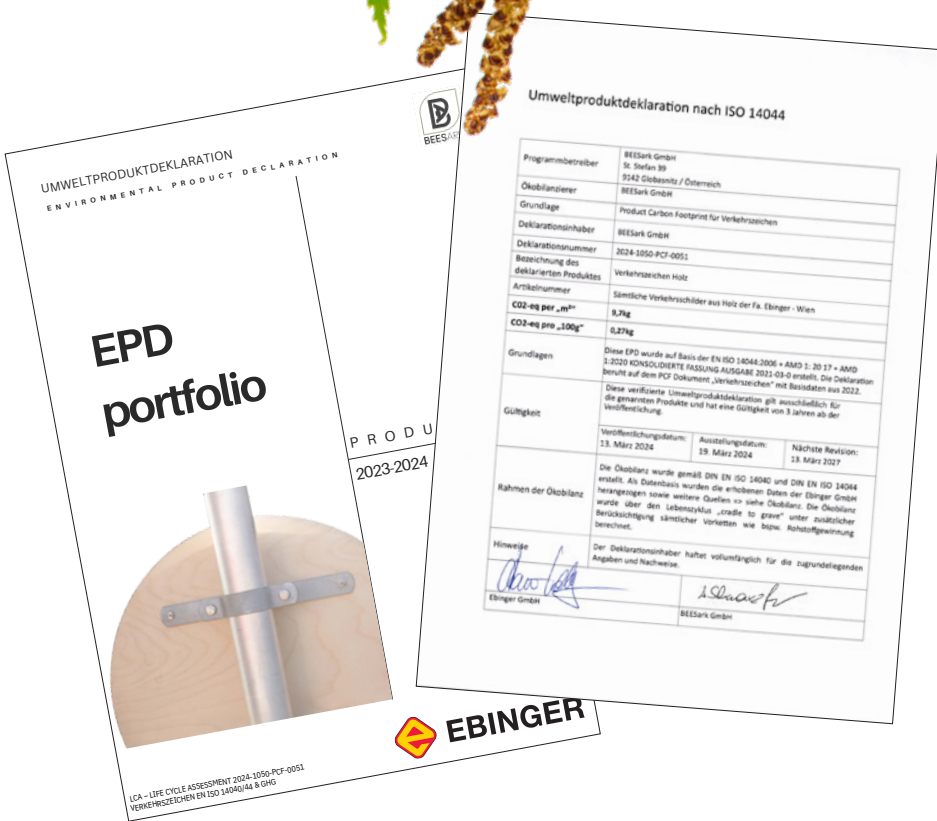 UMWELTPRODUKTDEKLARATION
ENVIRONMENTAL PRODUCT DECLARATION
BEESAR
EPD
portfolio
PRODU
2023-2024
EBINGER
LCA – LIFE CYCLE ASSESSMENT 2024-1050-PCF-0051
VERKEHRSZEICHEN EN ISO 14040/44 & GHG
Umweltproduktdeklaration nach ISO 14044
Programmbetreiber
BEESark GmbH
St. Stefan 39
9142 Globasnitz / Österreich
Ökobilanzierer
BEESark GmbH
Grundlage
Product Carbon Footprint für Verkehrszeichen
Deklarationsinhaber
BEESark GmbH
Deklarationsnummer
2024-1050-PCF-0051
Bezeichnung des
deklarierten Produktes
Verkehrszeichen Holz
Artikelnummer
Sämtliche Verkehrsschilder aus Holz der Fa. Ebinger - Wien
C02-eq per „m²“
9,7kg
CO2-eq pro „100g“
0,27kg
Grundlagen
Diese EPD wurde auf Basis der EN ISO 14044:2006 + AMD 1: 20 17 + AMD
1:2020 KONSOLIDIERTE FASSUNG AUSGABE 2021-03-0 erstellt. Die Deklaration
beruht auf dem PCF Dokument „Verkehrszeichen“ mit Basisdaten aus 2022.
Gültigkeit
Diese verifizierte Umweltproduktdeklaration gilt ausschließlich für
die genannten Produkte und hat eine Gültigkeit von 3 Jahren ab der
Veröffentlichung.
Veröffentlichungsdatum:
13. März 2024
Ausstellungsdatum:
19. März 2024
Nächste Revision:
13. März 2027
Rahmen der Ökobilanz
Die Ökobilanz wurde gemäß DIN EN ISO 14040 und DIN EN ISO 14044
erstellt. Als Datenbasis wurden die erhobenen Daten der Ebinger GmbH
herangezogen sowie weitere Quellen => siehe Ökobilanz. Die Ökobilanz
wurde über den Lebenszyklus „cradle to grave“ unter zusätzlicher
Berücksichtigung sämtlicher Vorketten wie bspw. Rohstoffgewinnung
berechnet.
Hinweise
Der Deklarationsinhaber haftet vollumfänglich für die zugrundeliegenden
Angaben und Nachweise.
Ebinger GmbH
BEESark GmbH